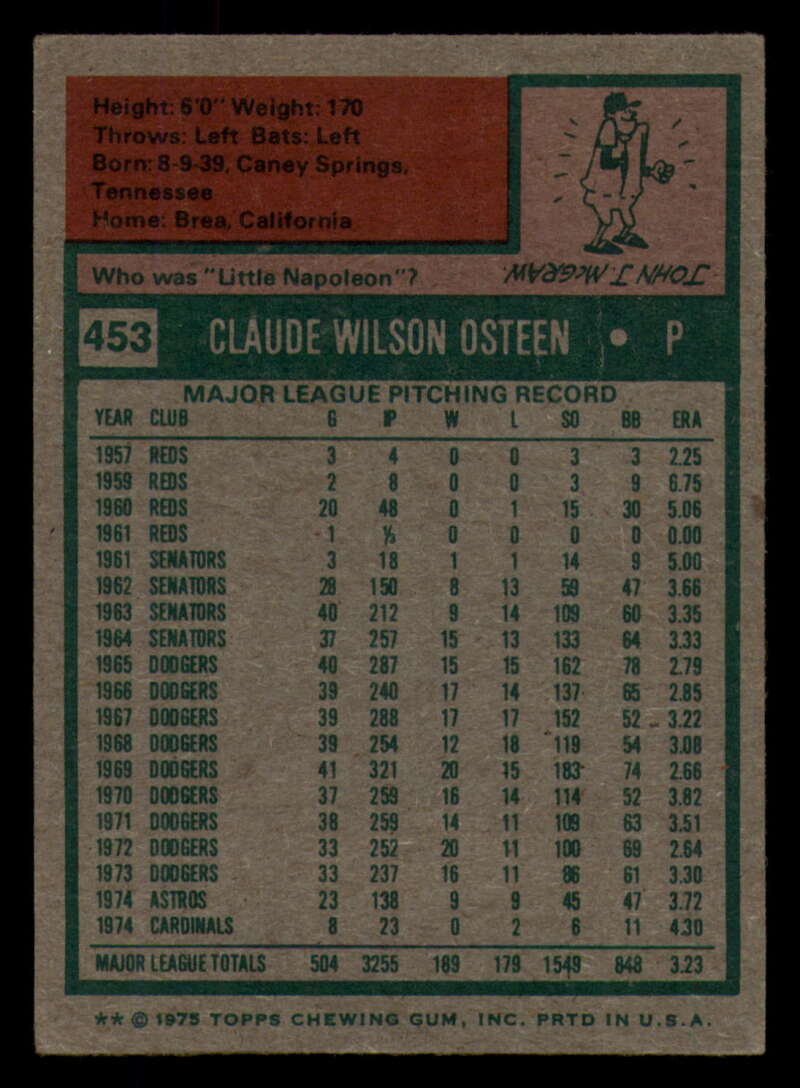 Height: 6'0" Weight: 170
Throws: Left Bats: Left
Born: 8-9-39, Caney Springs,
Tennessee
Home: Brea, California
Who was "Little Napoleon"?
JOHN J. McGRAW.
453 CLAUDE WILSON OSTEEN • P
MAJOR LEAGUE PITCHING RECORD
YEAR CLUB G IP W L SO BB ERA
1957 REDS 3 4 0 0 3 3 2.25
1959 REDS 2 8 0 0 3 9 6.75
1960 REDS 20 48 0 1 15 30 5.06
1961 REDS 1 ⅓ 0 0 0 0 0.00
1961 SENATORS 3 18 1 1 14 9 5.00
1962 SENATORS 28 150 8 13 59 47 3.66
1963 SENATORS 40 212 9 14 109 60 3.35
1964 SENATORS 37 257 15 13 133 64 3.33
1965 DODGERS 40 287 15 15 162 78 2.79
1966 DODGERS 39 240 17 14 137 65 2.85
1967 DODGERS 39 288 17 17 152 52 3.22
1968 DODGERS 39 254 12 18 119 54 3.08
1969 DODGERS 41 321 20 15 183 74 2.66
1970 DODGERS 37 259 16 14 114 52 3.82
1971 DODGERS 38 259 14 11 109 63 3.51
1972 DODGERS 33 252 20 11 100 69 2.64
1973 DODGERS 33 237 16 11 86 61 3.30
1974 ASTROS 23 138 9 9 45 47 3.72
1974 CARDINALS 8 23 0 2 6 11 4.30
MAJOR LEAGUE TOTALS 504 3255 189 179 1549 848 3.23
** © 1975 TOPPS CHEWING GUM, INC. PRTD IN U.S.A.